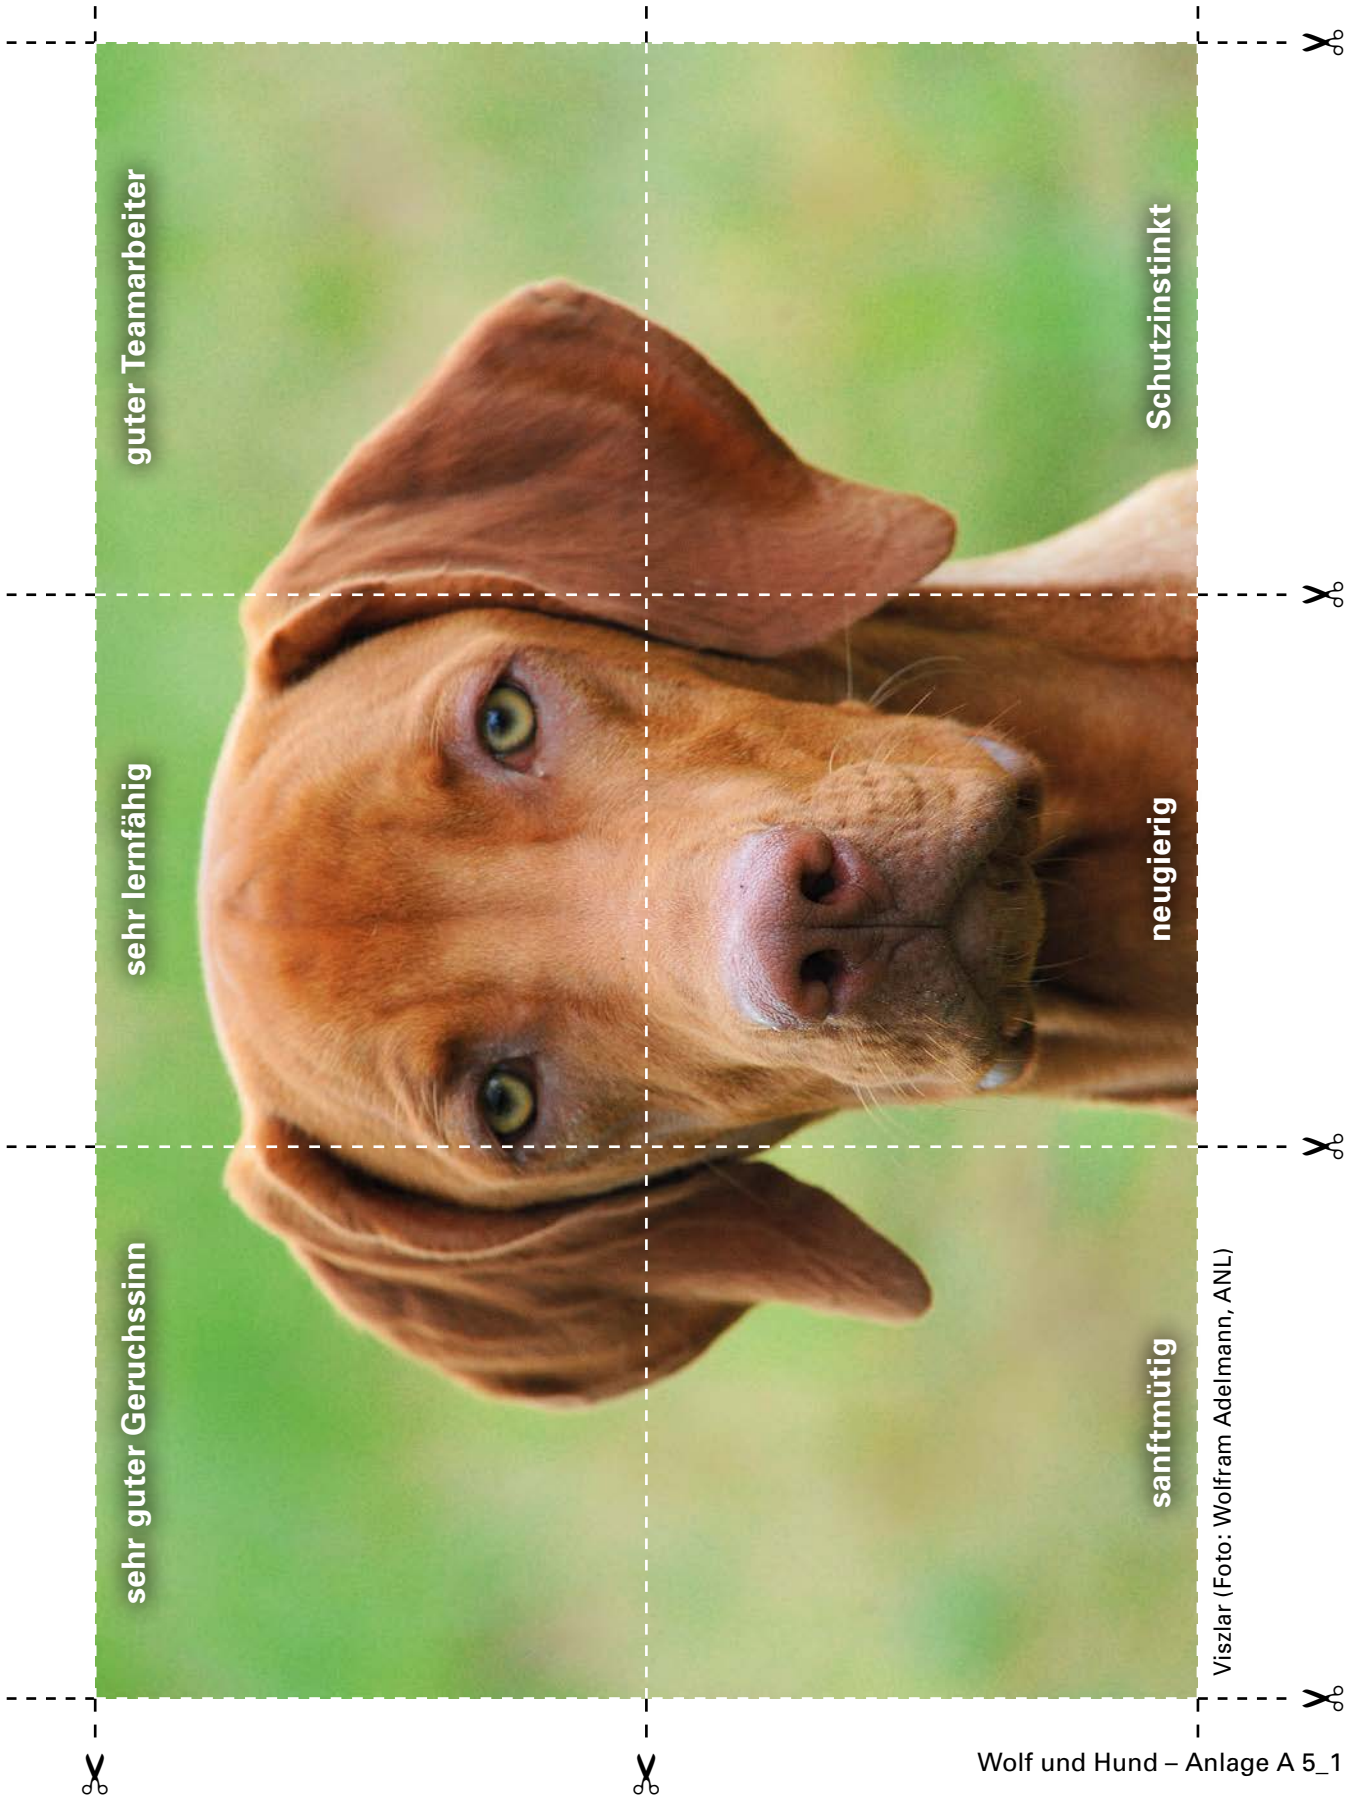 sehr guter Geruchssinn
sehr lernfähig
guter Teamarbeiter
sanftmütig
neugierig
Schutzinstinkt
Viszlar (Foto: Wolfram Adelmann, ANL)
Wolf und Hund – Anlage A 5_1